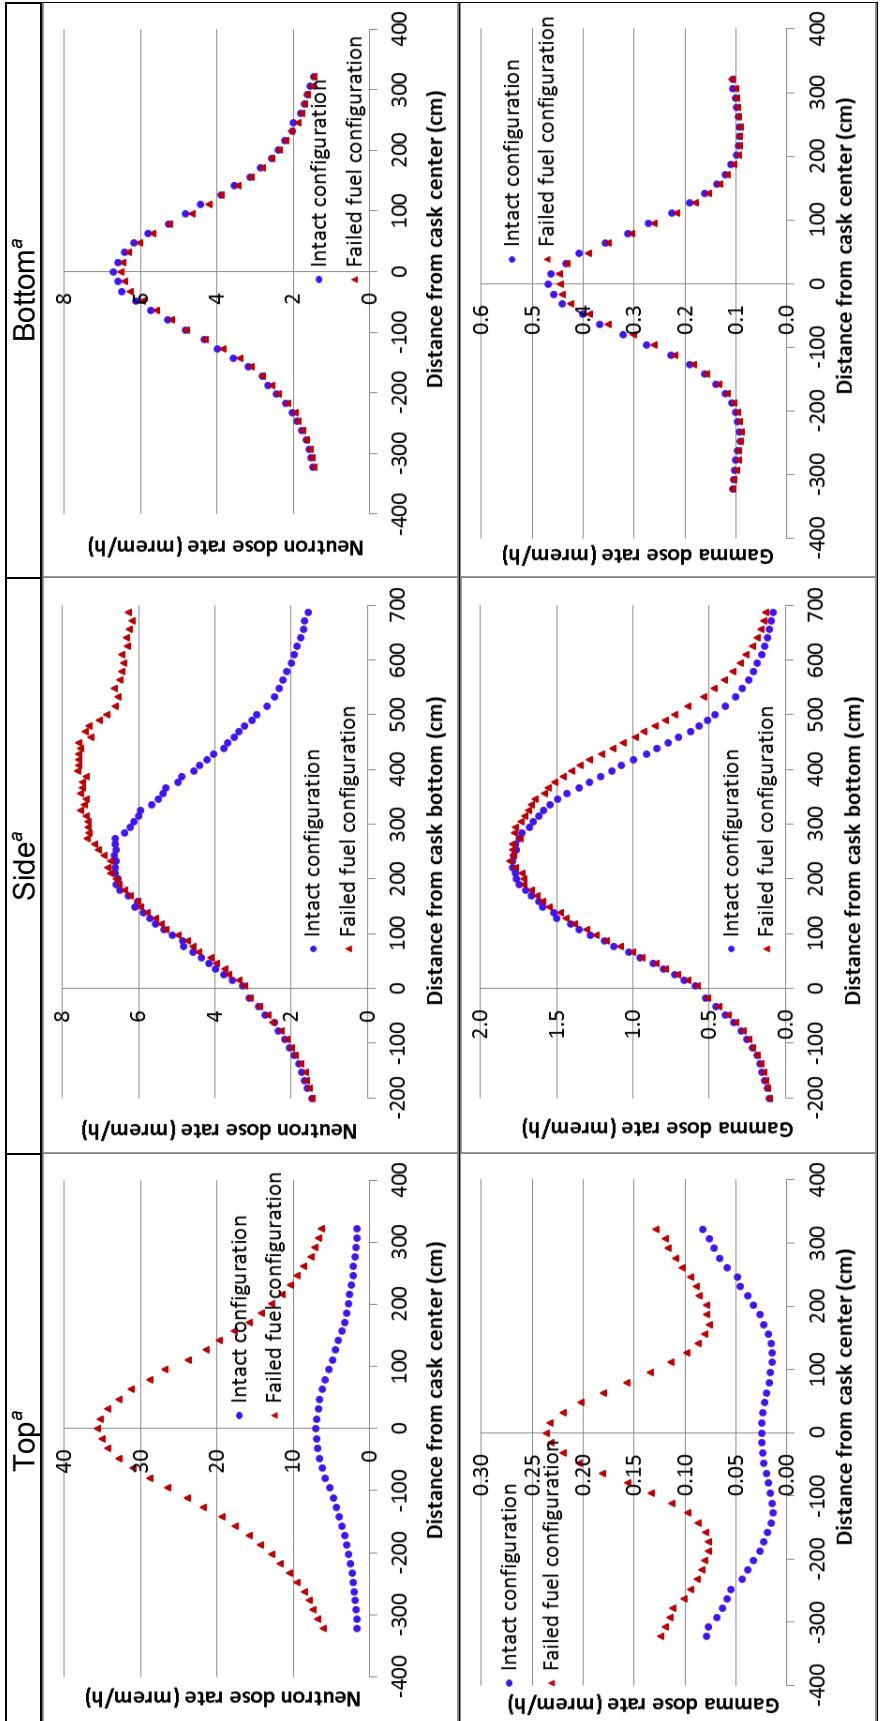 Top^a
Side^a
Bottom^a
Neutron dose rate (mrem/h)
40
30
20
10
0
-400 -300 -200 -100 0 100 200 300 400
Distance from cask center (cm)
Intact configuration
Failed fuel configuration
Neutron dose rate (mrem/h)
8
6
4
2
0
-200 -100 0 100 200 300 400 500 600 700
Distance from cask bottom (cm)
Intact configuration
Failed fuel configuration
Neutron dose rate (mrem/h)
8
6
4
2
0
-400 -300 -200 -100 0 100 200 300 400
Distance from cask center (cm)
Intact configuration
Failed fuel configuration
Gamma dose rate (mrem/h)
0.30
0.25
0.20
0.15
0.10
0.05
0.00
-400 -300 -200 -100 0 100 200 300 400
Distance from cask center (cm)
Intact configuration
Failed fuel configuration
Gamma dose rate (mrem/h)
2.0
1.5
1.0
0.5
0.0
-200 -100 0 100 200 300 400 500 600 700
Distance from cask bottom (cm)
Intact configuration
Failed fuel configuration
Gamma dose rate (mrem/h)
0.6
0.5
0.4
0.3
0.2
0.1
0.0
-400 -300 -200 -100 0 100 200 300 400
Distance from cask center (cm)
Intact configuration
Failed fuel configuration